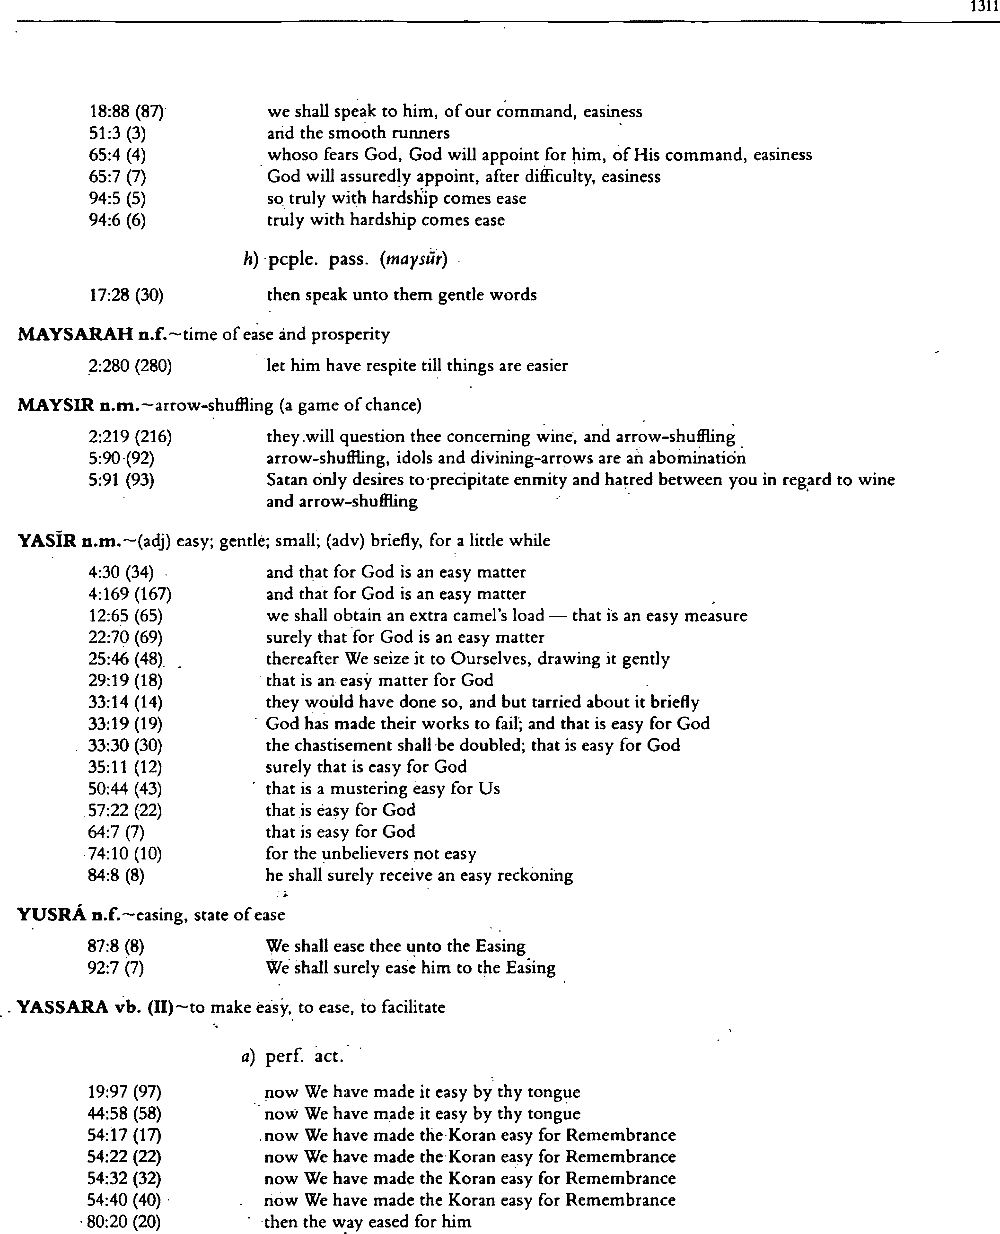 1311
18:88 (87) we shall speak to him, of our command, easiness
51:3 (3) and the smooth runners
65:4 (4) whoso fears God, God will appoint for him, of His command, easiness
65:7 (7) God will assuredly appoint, after difficulty, easiness
94:5 (5) so truly with hardship comes ease
94:6 (6) truly with hardship comes ease
h) pcple. pass. (maysūr)
17:28 (30) then speak unto them gentle words
MAYSARAH n.f.~time of ease and prosperity
2:280 (280) let him have respite till things are easier
MAYSIR n.m.~arrow-shuffling (a game of chance)
2:219 (216) they will question thee concerning wine, and arrow-shuffling
5:90 (92) arrow-shuffling, idols and divining-arrows are an abomination
5:91 (93) Satan only desires to precipitate enmity and hatred between you in regard to wine
and arrow-shuffling
YASĪR n.m.~(adj) easy; gentle; small; (adv) briefly, for a little while
4:30 (34) and that for God is an easy matter
4:169 (167) and that for God is an easy matter
12:65 (65) we shall obtain an extra camel's load — that is an easy measure
22:70 (69) surely that for God is an easy matter
25:46 (48) thereafter We seize it to Ourselves, drawing it gently
29:19 (18) that is an easy matter for God
33:14 (14) they would have done so, and but tarried about it briefly
33:19 (19) God has made their works to fail; and that is easy for God
33:30 (30) the chastisement shall be doubled; that is easy for God
35:11 (12) surely that is easy for God
50:44 (43) that is a mustering easy for Us
57:22 (22) that is easy for God
64:7 (7) that is easy for God
74:10 (10) for the unbelievers not easy
84:8 (8) he shall surely receive an easy reckoning
YUSRÁ n.f.~easing, state of ease
87:8 (8) We shall ease thee unto the Easing
92:7 (7) We shall surely ease him to the Easing
YASSARA vb. (II)~to make easy, to ease, to facilitate
a) perf. act.
19:97 (97) now We have made it easy by thy tongue
44:58 (58) now We have made it easy by thy tongue
54:17 (17) now We have made the Koran easy for Remembrance
54:22 (22) now We have made the Koran easy for Remembrance
54:32 (32) now We have made the Koran easy for Remembrance
54:40 (40) now We have made the Koran easy for Remembrance
80:20 (20) then the way eased for him